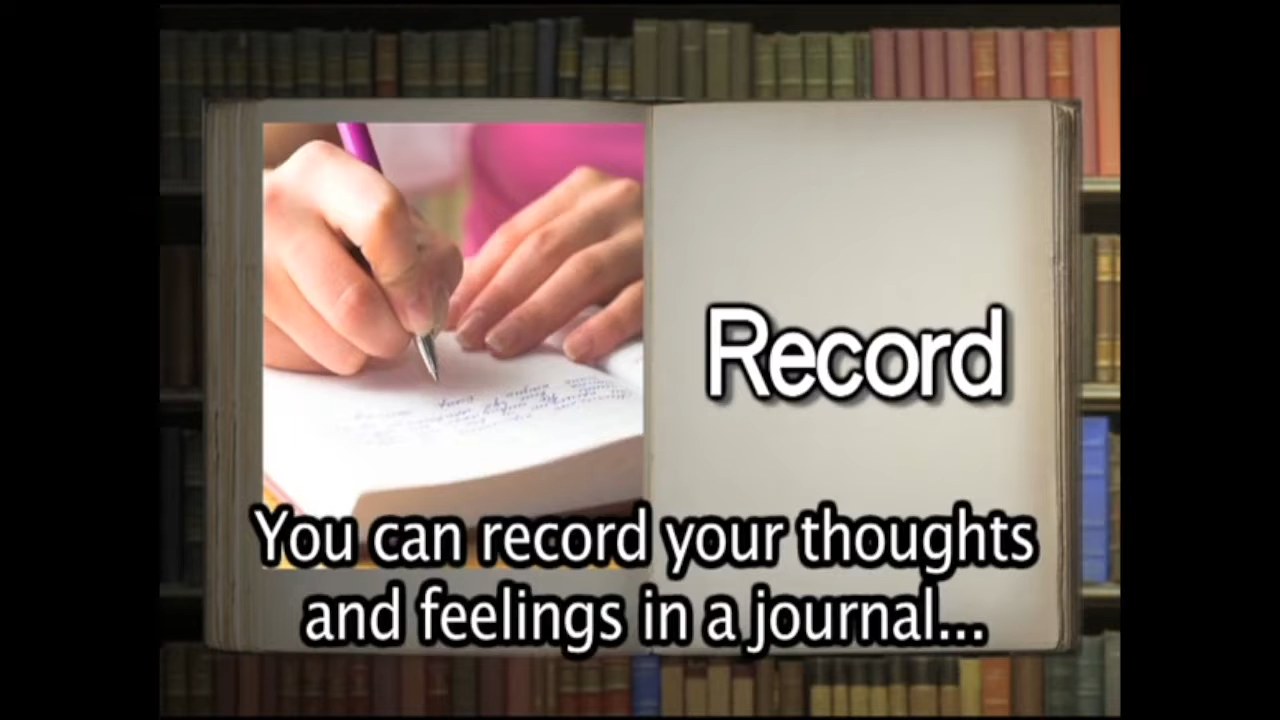 Record
You can record your thoughts
and feelings in a journal...